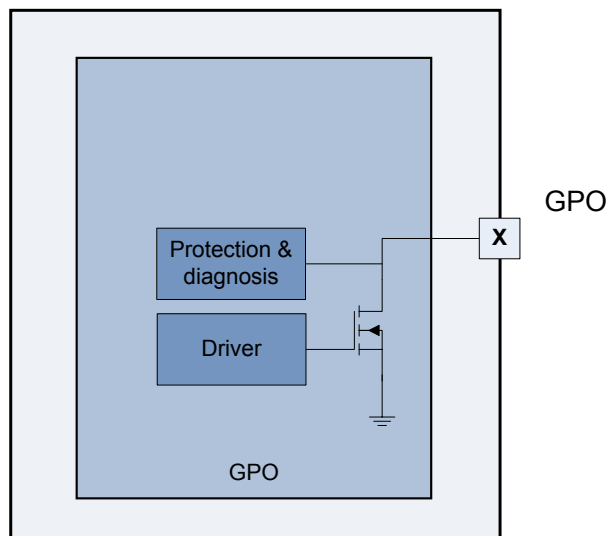 GPO
X
Protection &
diagnosis
Driver
GPO